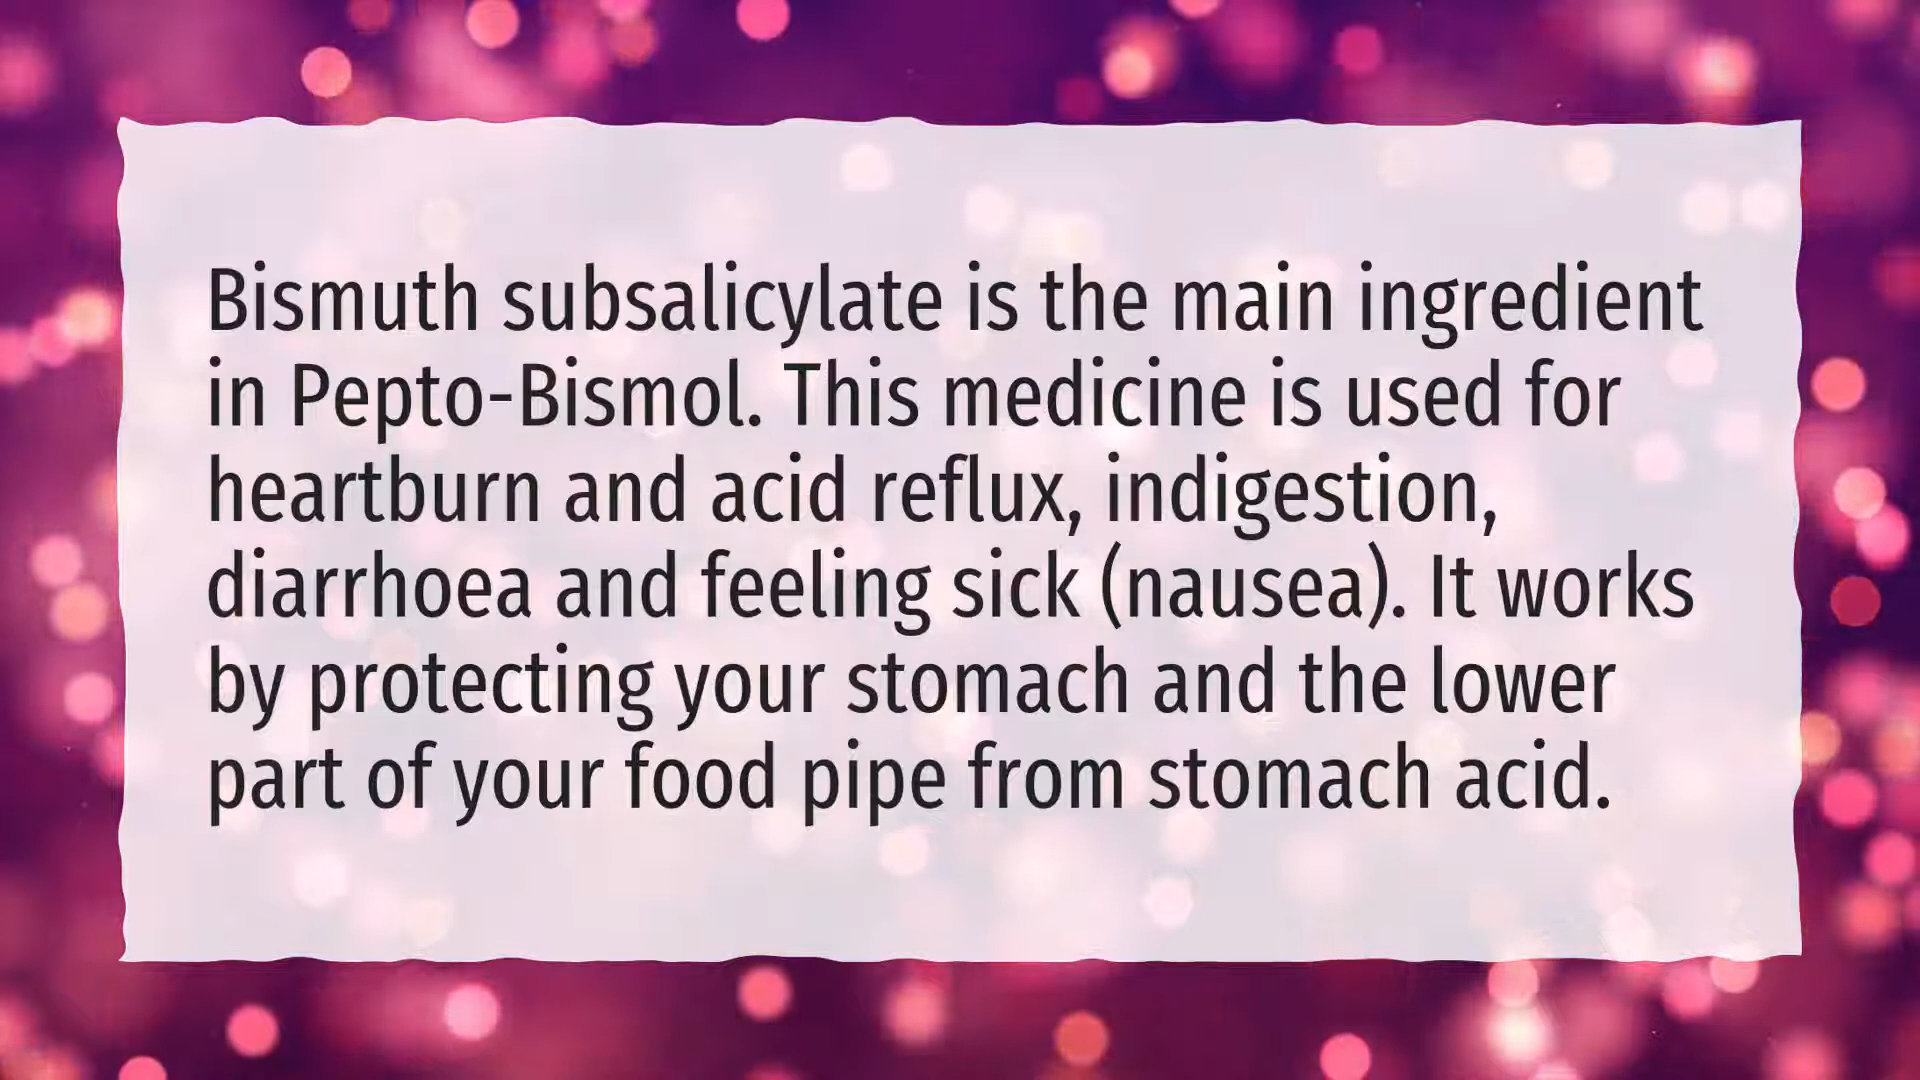 Bismuth subsalicylate is the main ingredient
in Pepto-Bismol. This medicine is used for
heartburn and acid reflux, indigestion,
diarrhoea and feeling sick (nausea). It works
by protecting your stomach and the lower
part of your food pipe from stomach acid.